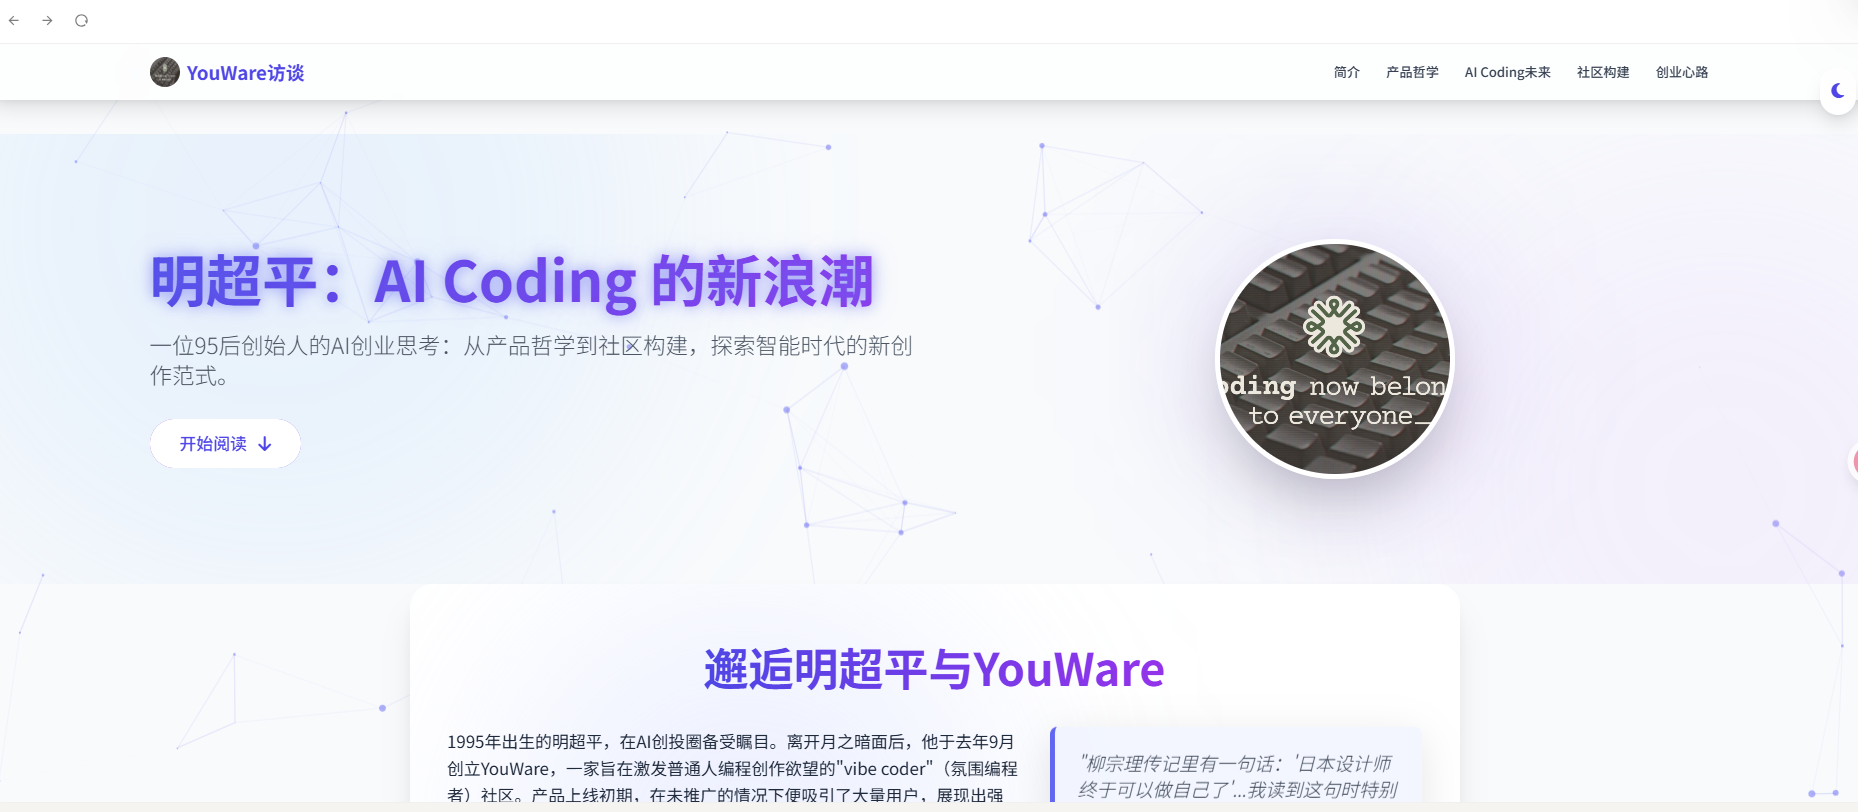 YouWare访谈
简介
产品哲学
AI Coding未来
社区构建
创业心路
明超平：AI Coding 的新浪潮
一位95后创始人的AI创业思考：从产品哲学到社区构建，探索智能时代的新创
作范式。
开始阅读
oding now belon
to everyone_
邂逅明超平与YouWare
1995年出生的明超平，在AI创投圈备受瞩目。离开月之暗面后，他于去年9月
创立YouWare，一家旨在激发普通人编程创作欲望的"vibe coder"（氛围编程
者）社区。产品上线初期，在未推广的情况下便吸引了大量用户，展现出强
"柳宗理传记里有一句话：'日本设计师
终于可以做自己了'...我读到这句时特别